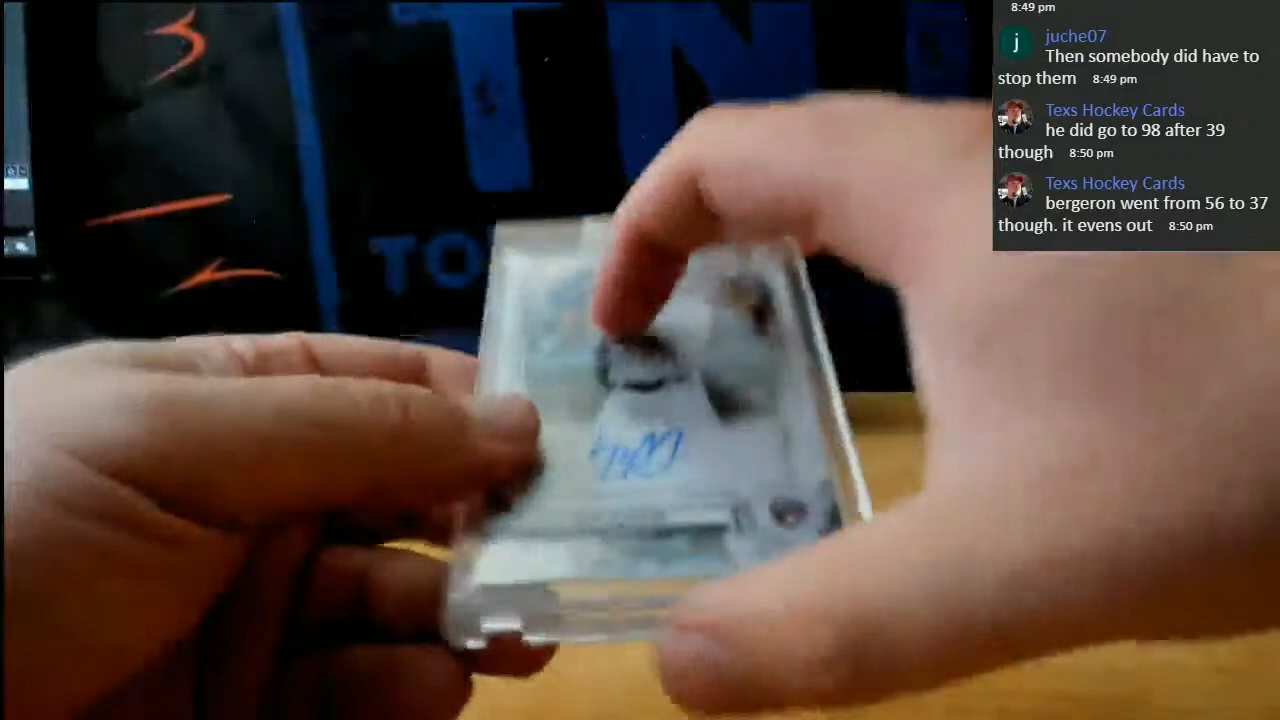 8:49 pm
j
juche07
Then somebody did have to
stop them 8:49 pm
Texs Hockey Cards
he did go to 98 after 39
though 8:50 pm
Texs Hockey Cards
bergeron went from 56 to 37
though. it evens out 8:50 pm
TN
TO